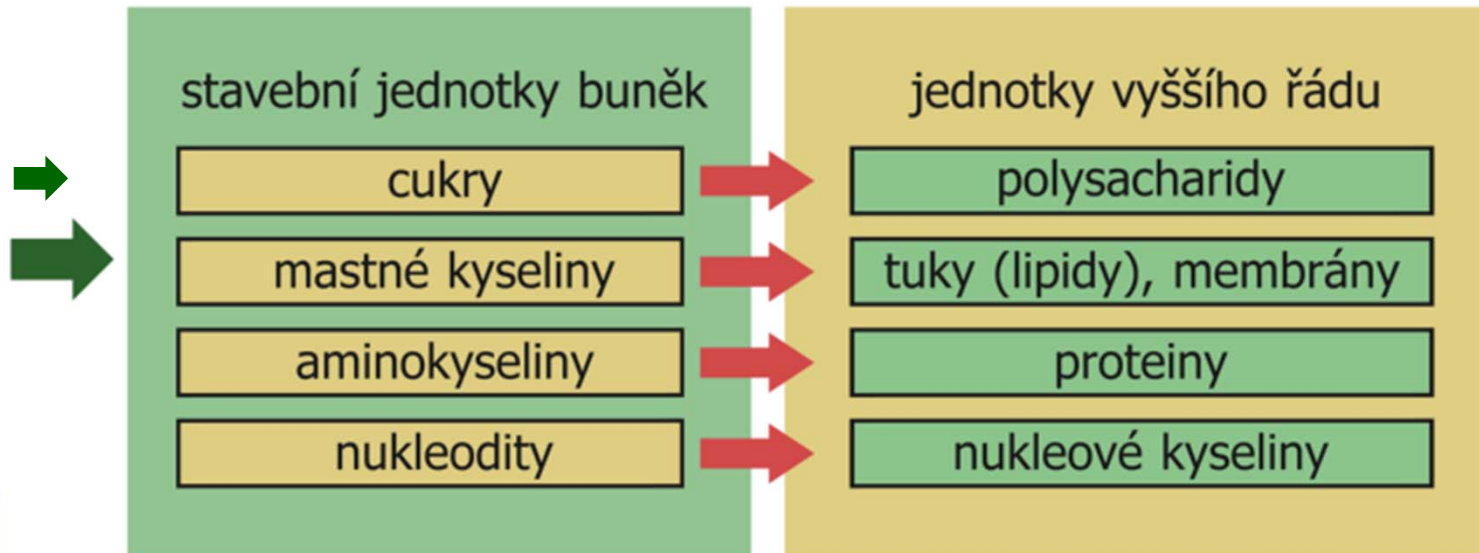 stavební jednotky buněk
cukry
mastné kyseliny
aminokyseliny
nukleodity
jednotky vyššího řádu
polysacharidy
tuky (lipidy), membrány
proteiny
nukleové kyseliny